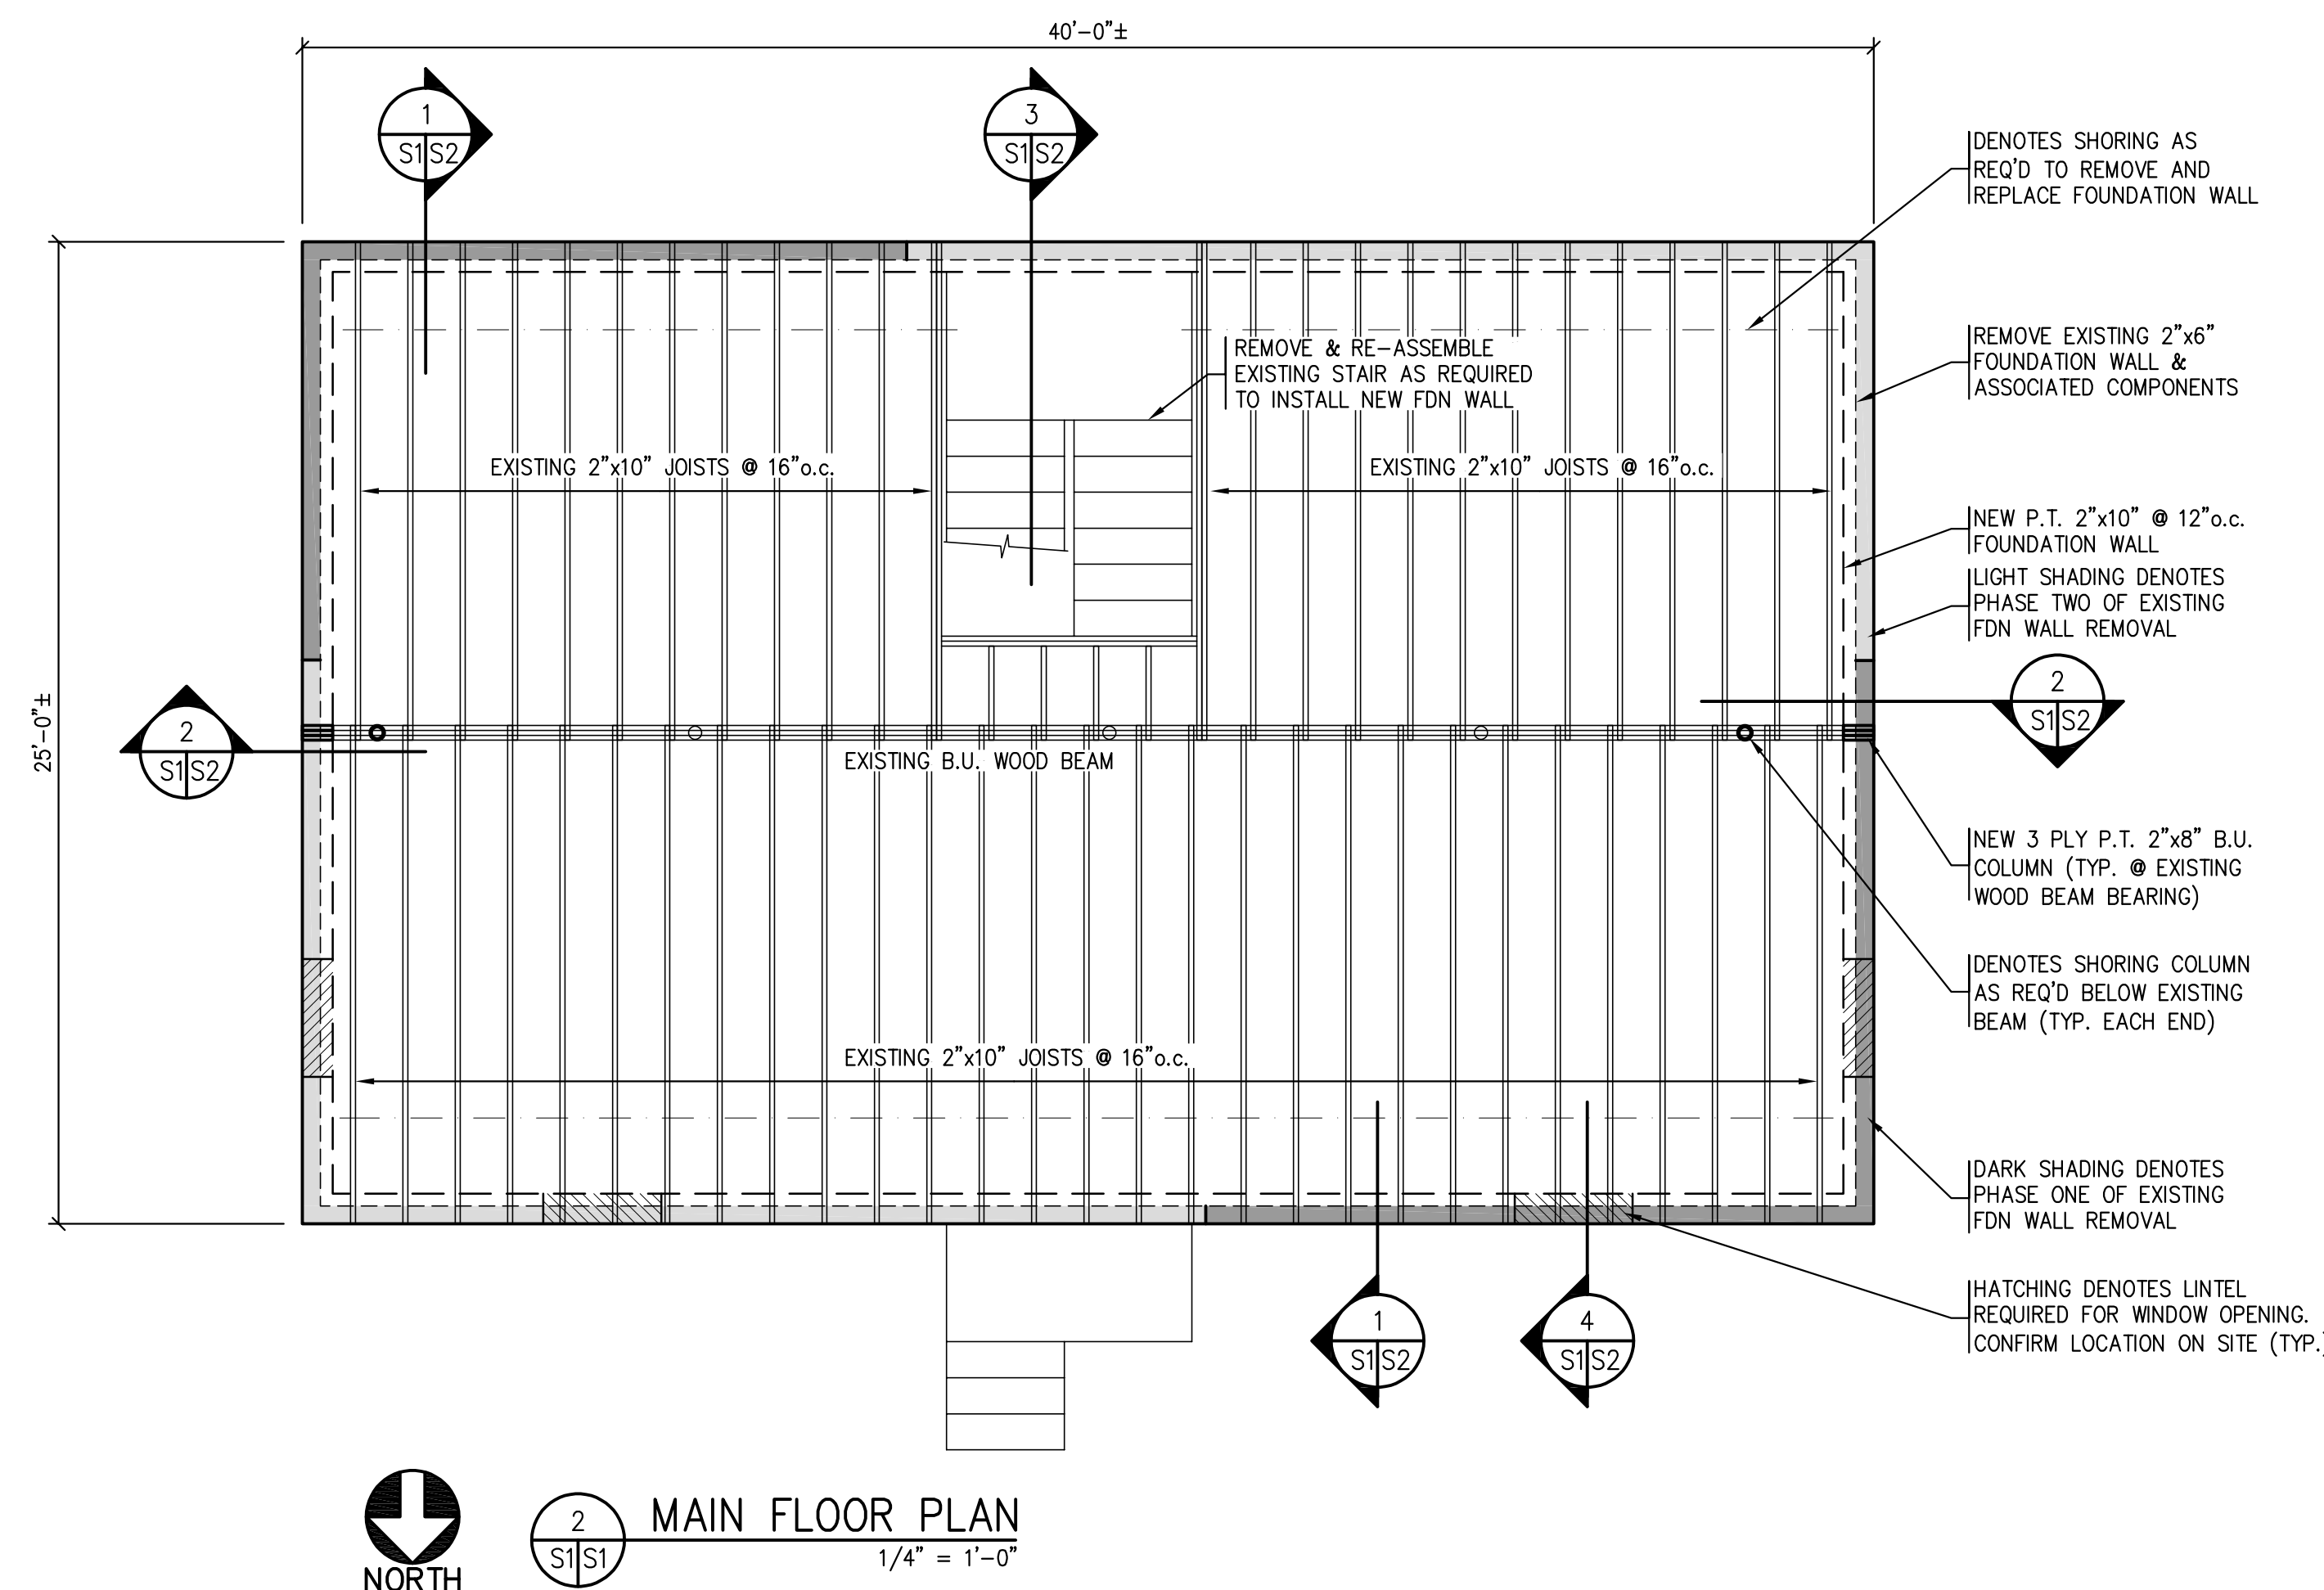 40'-0"±
1
S1 S2
3
S1 S2
DENOTES SHORING AS
REQ'D TO REMOVE AND
REPLACE FOUNDATION WALL
REMOVE & RE-ASSEMBLE
EXISTING STAIR AS REQUIRED
TO INSTALL NEW FDN WALL
REMOVE EXISTING 2"x6"
FOUNDATION WALL &
ASSOCIATED COMPONENTS
EXISTING 2"x10" JOISTS @ 16"o.c.
EXISTING 2"x10" JOISTS @ 16"o.c.
NEW P.T. 2"x10" @ 12"o.c.
FOUNDATION WALL
LIGHT SHADING DENOTES
PHASE TWO OF EXISTING
FDN WALL REMOVAL
25'-0"±
2
S1 S2
2
S1 S2
EXISTING B.U. WOOD BEAM
NEW 3 PLY P.T. 2"x8" B.U.
COLUMN (TYP. @ EXISTING
WOOD BEAM BEARING)
DENOTES SHORING COLUMN
AS REQ'D BELOW EXISTING
BEAM (TYP. EACH END)
EXISTING 2"x10" JOISTS @ 16"o.c.
DARK SHADING DENOTES
PHASE ONE OF EXISTING
FDN WALL REMOVAL
1
S1 S2
4
S1 S2
HATCHING DENOTES LINTEL
REQUIRED FOR WINDOW OPENING.
CONFIRM LOCATION ON SITE (TYP.)
NORTH
2
S1 S1
MAIN FLOOR PLAN
1/4" = 1'-0"